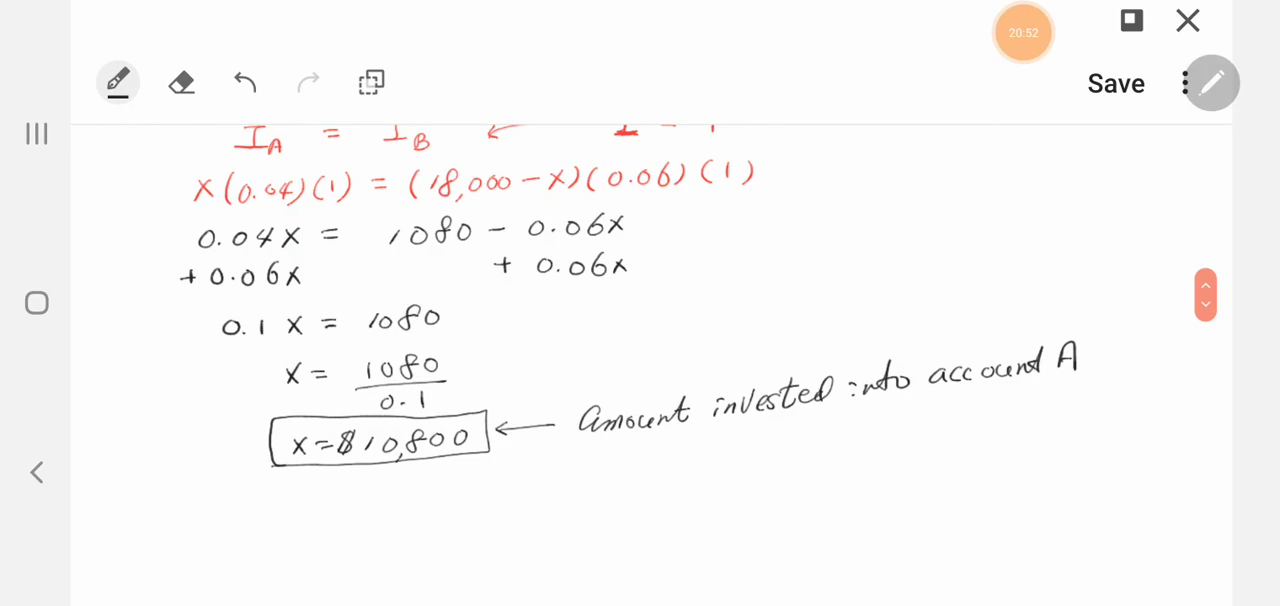 20:52
Save
I_A = I_B ←
x(0.04)(1) = (18,000 - x)(0.06)(1)
0.04x = 1080 - 0.06x
+0.06x + 0.06x
0.1x = 1080
x = 1080/0.1
x=$10,800 ← Amount invested into account A